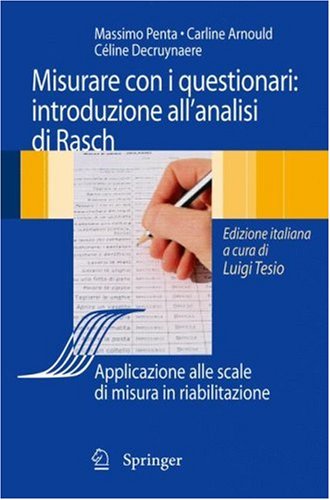 Massimo Penta · Carline Arnould
Céline Decruynaere
Misurare con i questionari:
introduzione all'analisi
di Rasch
Edizione italiana
a cura di
Luigi Tesio
Applicazione alle scale
di misura in riabilitazione
Springer